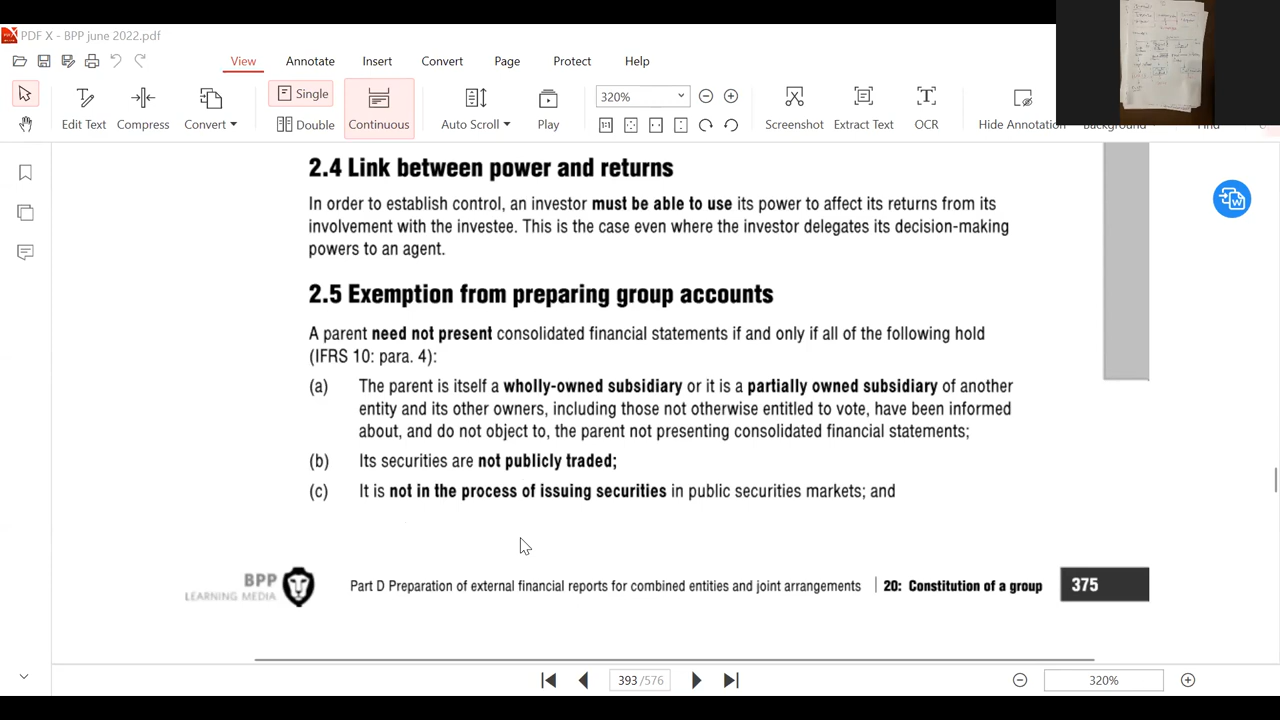 PDF X - BPP june 2022.pdf
View Annotate Insert Convert Page Protect Help
Edit Text Compress Convert Single Double Continuous Auto Scroll Play 320% Screenshot Extract Text OCR Hide Annotation
2.4 Link between power and returns
In order to establish control, an investor must be able to use its power to affect its returns from its
involvement with the investee. This is the case even where the investor delegates its decision-making
powers to an agent.
2.5 Exemption from preparing group accounts
A parent need not present consolidated financial statements if and only if all of the following hold
(IFRS 10: para. 4):
(a) The parent is itself a wholly-owned subsidiary or it is a partially owned subsidiary of another
entity and its other owners, including those not otherwise entitled to vote, have been informed
about, and do not object to, the parent not presenting consolidated financial statements;
(b) Its securities are not publicly traded;
(c) It is not in the process of issuing securities in public securities markets; and
BPP
LEARNING MEDIA
Part D Preparation of external financial reports for combined entities and joint arrangements 20: Constitution of a group 375
393/576 320%